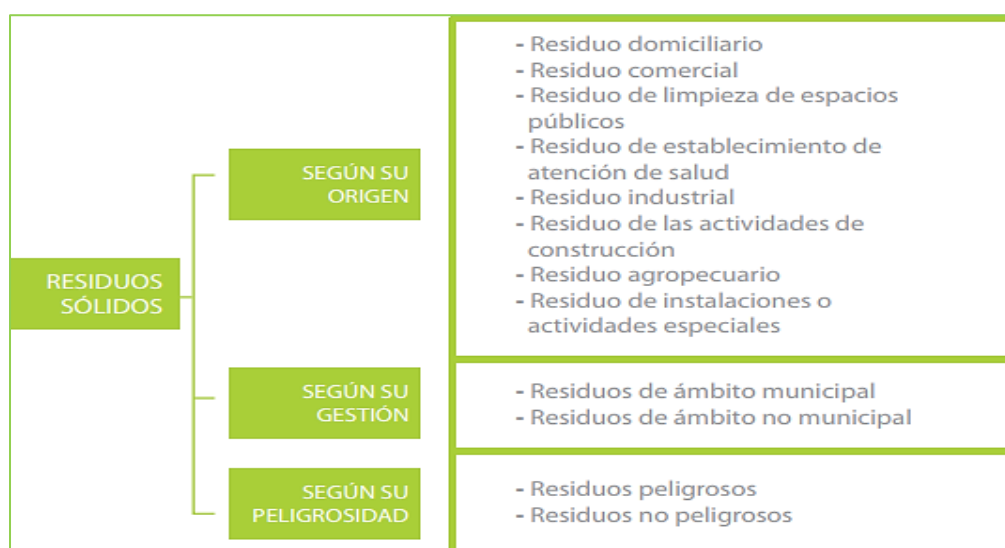 RESIDUOS
SÓLIDOS
SEGÚN SU
ORIGEN
- Residuo domiciliario
- Residuo comercial
- Residuo de limpieza de espacios
públicos
- Residuo de establecimiento de
atención de salud
- Residuo industrial
- Residuo de las actividades de
construcción
- Residuo agropecuario
- Residuo de instalaciones o
actividades especiales
SEGÚN SU
GESTIÓN
- Residuos de ámbito municipal
- Residuos de ámbito no municipal
SEGÚN SU
PELIGROSIDAD
- Residuos peligrosos
- Residuos no peligrosos